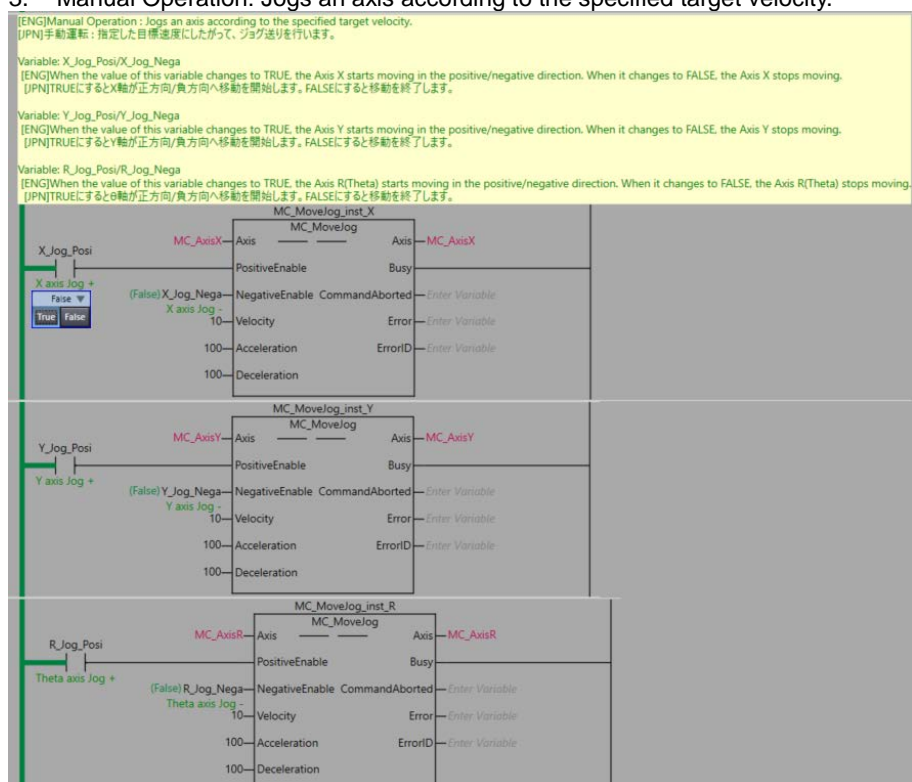 5. Manual Operation: Jogs an axis according to the specified target velocity.
[ENG]Manual Operation : Jogs an axis according to the specified target velocity.
[JPN]手動運転 : 指定した目標速度にしたがって、ジョグ送りを行います。
Variable: X_Jog_Posi/X_Jog_Nega
[ENG]When the value of this variable changes to TRUE, the Axis X starts moving in the positive/negative direction. When it changes to FALSE, the Axis X stops moving.
[JPN]TRUEにするとX軸が正方向/負方向へ移動を開始します。FALSEにすると移動を終了します。
Variable: Y_Jog_Posi/Y_Jog_Nega
[ENG]When the value of this variable changes to TRUE, the Axis Y starts moving in the positive/negative direction. When it changes to FALSE, the Axis Y stops moving.
[JPN]TRUEにするとY軸が正方向/負方向へ移動を開始します。FALSEにすると移動を終了します。
Variable: R_Jog_Posi/R_Jog_Nega
[ENG]When the value of this variable changes to TRUE, the Axis R(Theta) starts moving in the positive/negative direction. When it changes to FALSE, the Axis R(Theta) stops moving.
[JPN]TRUEにするとθ軸が正方向/負方向へ移動を開始します。FALSEにすると移動を終了します。
MC_MoveJog_inst_X
MC_MoveJog
MC_AxisX Axis Axis MC_AxisX
X_Jog_Posi
PositiveEnable Busy
X axis Jog +
(False) X_Jog_Nega NegativeEnable CommandAborted Enter Variable
False ▼
X axis Jog -
True False
10 Velocity Error Enter Variable
100 Acceleration ErrorID Enter Variable
100 Deceleration
MC_MoveJog_inst_Y
MC_MoveJog
MC_AxisY Axis Axis MC_AxisY
Y_Jog_Posi
PositiveEnable Busy
Y axis Jog +
(False) Y_Jog_Nega NegativeEnable CommandAborted Enter Variable
Y axis Jog -
10 Velocity Error Enter Variable
100 Acceleration ErrorID Enter Variable
100 Deceleration
MC_MoveJog_inst_R
MC_MoveJog
MC_AxisR Axis Axis MC_AxisR
R_Jog_Posi
PositiveEnable Busy
Theta axis Jog +
(False) R_Jog_Nega NegativeEnable CommandAborted Enter Variable
Theta axis Jog -
10 Velocity Error Enter Variable
100 Acceleration ErrorID Enter Variable
100 Deceleration